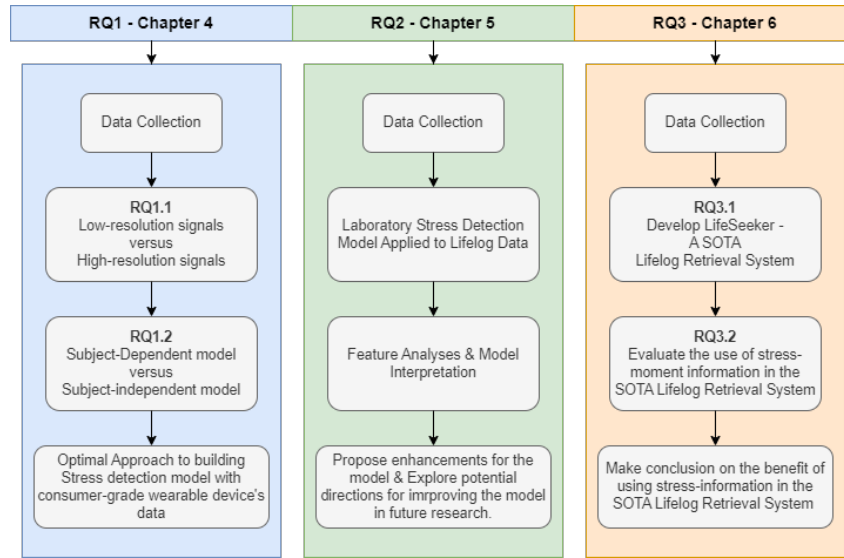 RQ1 - Chapter 4
RQ2 - Chapter 5
RQ3 - Chapter 6
Data Collection
RQ1.1
Low-resolution signals
versus
High-resolution signals
RQ1.2
Subject-Dependent model
versus
Subject-independent model
Optimal Approach to building
Stress detection model with
consumer-grade wearable device's
data
Data Collection
Laboratory Stress Detection
Model Applied to Lifelog Data
Feature Analyses & Model
Interpretation
Propose enhancements for the
model & Explore potential
directions for imrproving the model
in future research.
Data Collection
RQ3.1
Develop LifeSeeker -
A SOTA
Lifelog Retrieval System
RQ3.2
Evaluate the use of stress-
moment information in the
SOTA Lifelog Retrieval System
Make conclusion on the benefit of
using stress-information in the
SOTA Lifelog Retrieval System